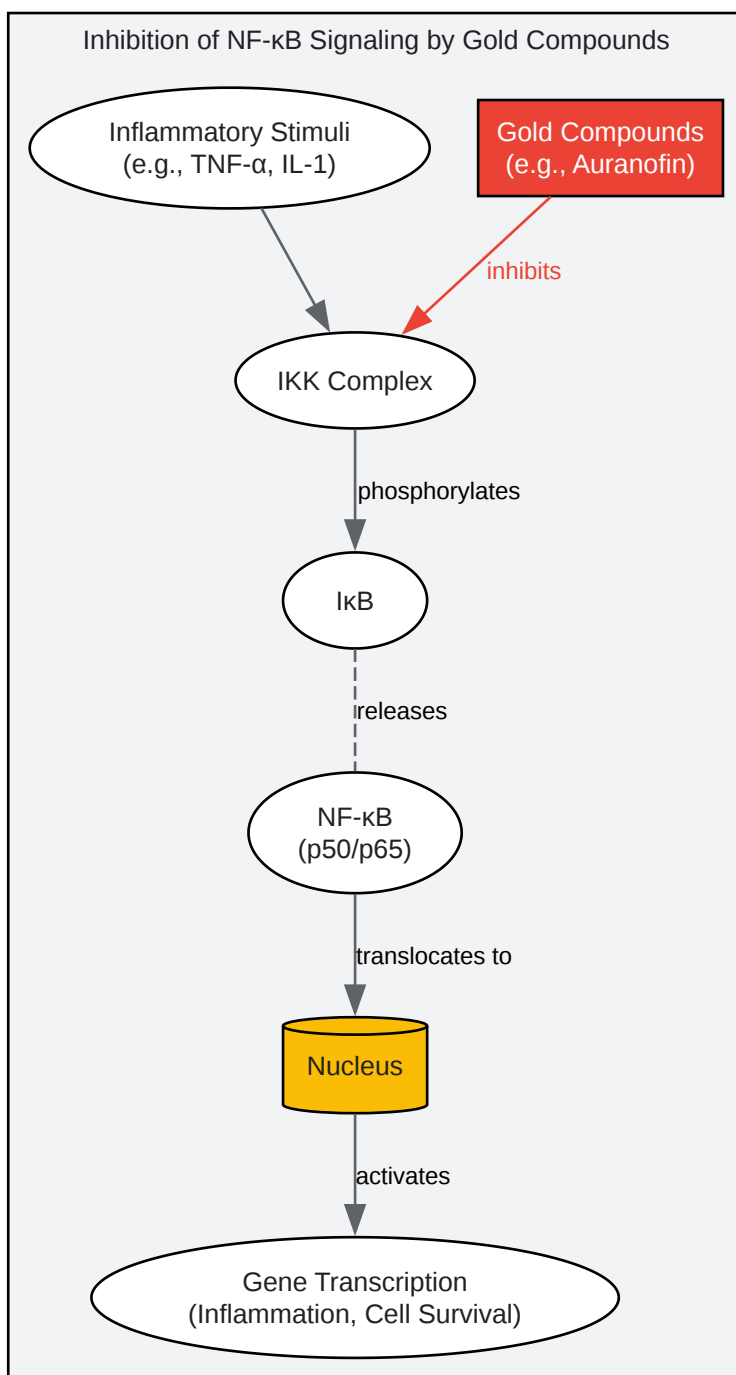 Inhibition of NF-κB Signaling by Gold Compounds
Inflammatory Stimuli
(e.g., TNF-α, IL-1)
Gold Compounds
(e.g., Auranofin)
inhibits
IKK Complex
phosphorylates
IκB
releases
NF-κB
(p50/p65)
translocates to
Nucleus
activates
Gene Transcription
(Inflammation, Cell Survival)